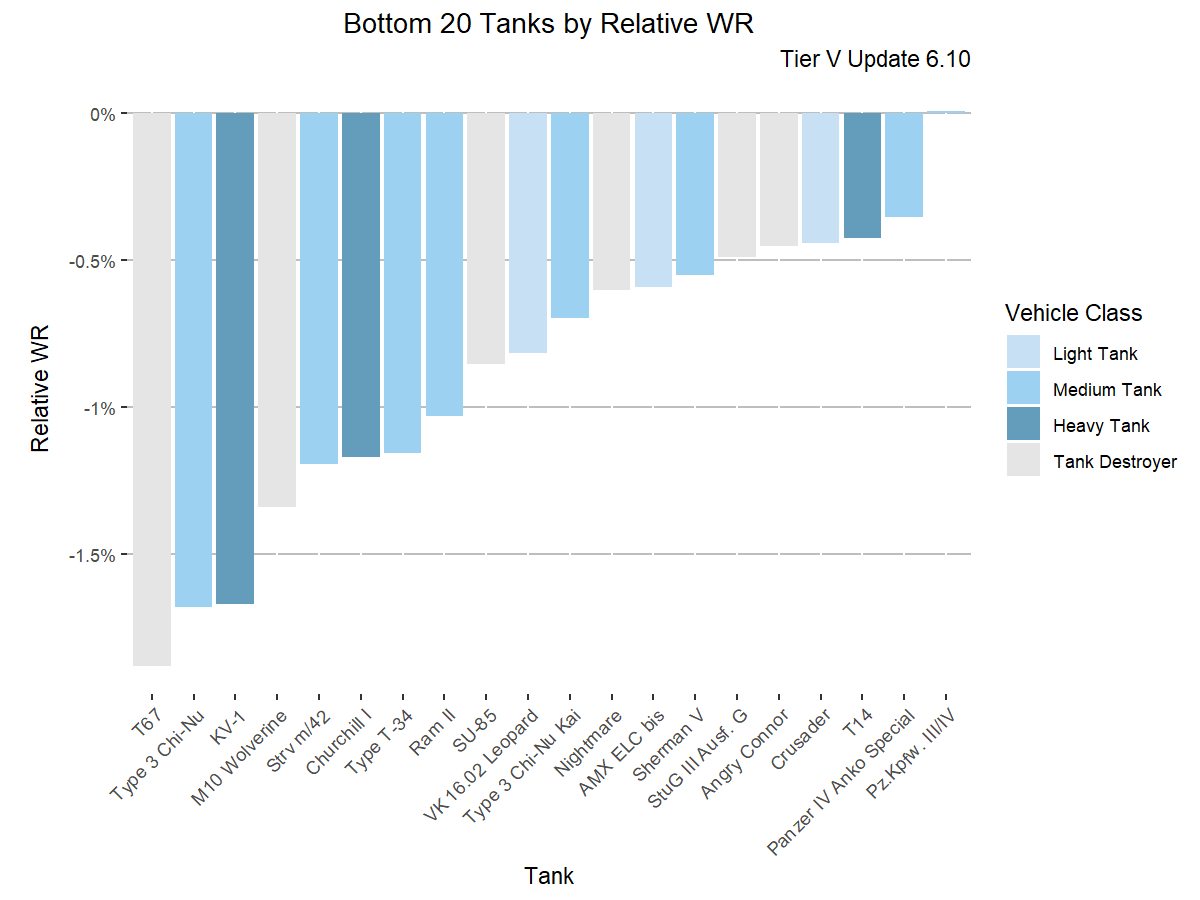 Bottom 20 Tanks by Relative WR
Tier V Update 6.10
0%
-0.5%
-1%
-1.5%
Relative WR
T67
Type 3 Chi-Nu
KV-1
M10 Wolverine
Strv m/42
Churchill I
Type T-34
Ram II
SU-85
VK 16.02 Leopard
Type 3 Chi-Nu Kai
Nightmare
AMX ELC bis
Sherman V
StuG III Ausf. G
Angry Connor
Crusader
T14
Panzer IV Anko Special
Pz.Kpfw. III/IV
Tank
Vehicle Class
Light Tank
Medium Tank
Heavy Tank
Tank Destroyer